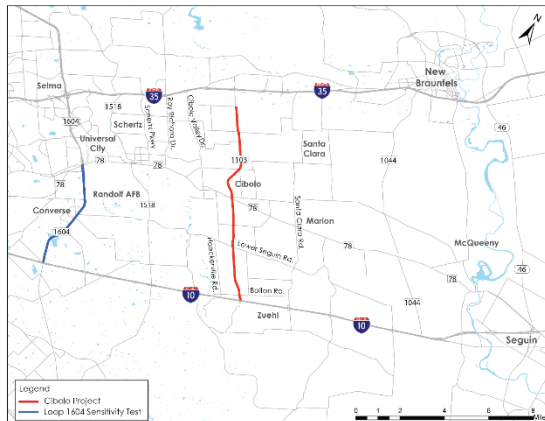 N
New
Braunfels
Selma
35
35
1518
1604
Schertz
Schertz Pkwy
Roy Richard Dr.
Cibolo Valley Dr.
Universal
City
46
Santa
Clara
1103
1044
78
78
78
Cibolo
Randolf AFB
Converse
1518
78
Marion
Santa Clara Rd.
1604
McQueeny
Lower Seguin Rd.
78
46
Haeckerville Rd.
10
Bolton Rd.
1044
Zuehl
10
Seguin
Legend
Cibolo Project
Loop 1604 Sensitivity Test
0 1 2 4 6 8
Mile